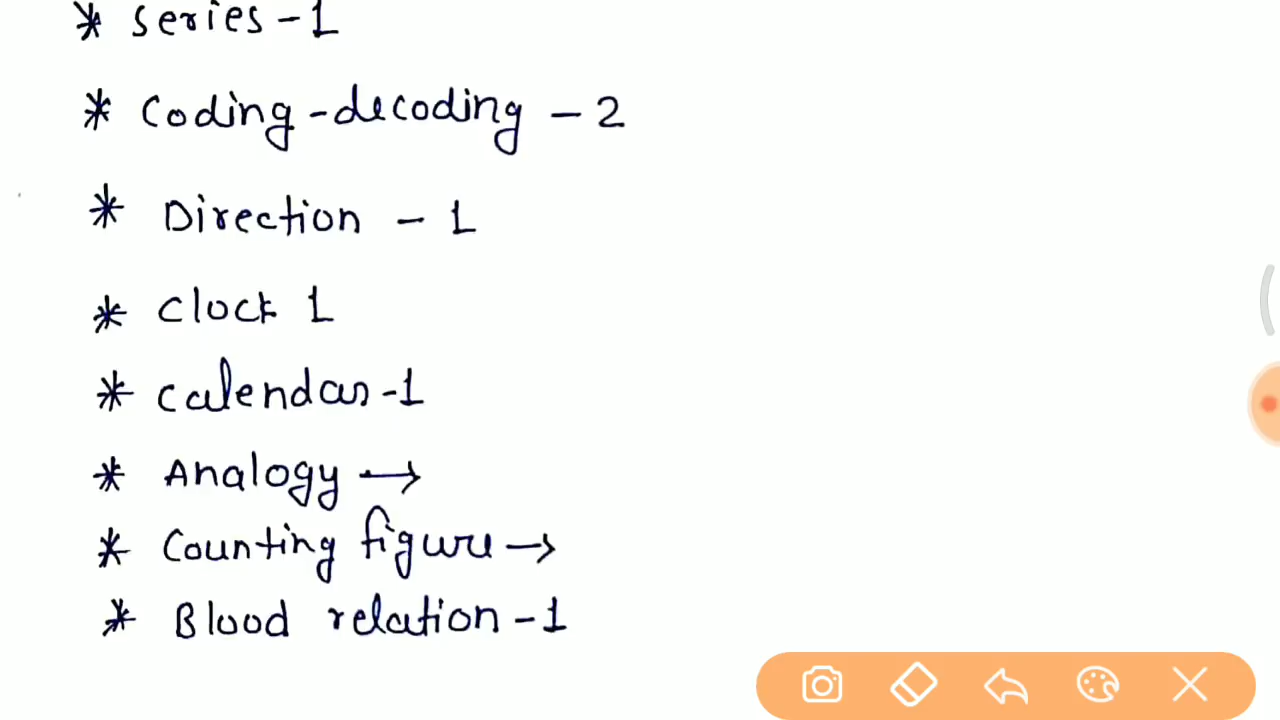 * Series - 1
* Coding - decoding - 2
* Direction - 1
* Clock 1
* Calendar - 1
* Analogy →
* Counting figure →
* Blood relation - 1